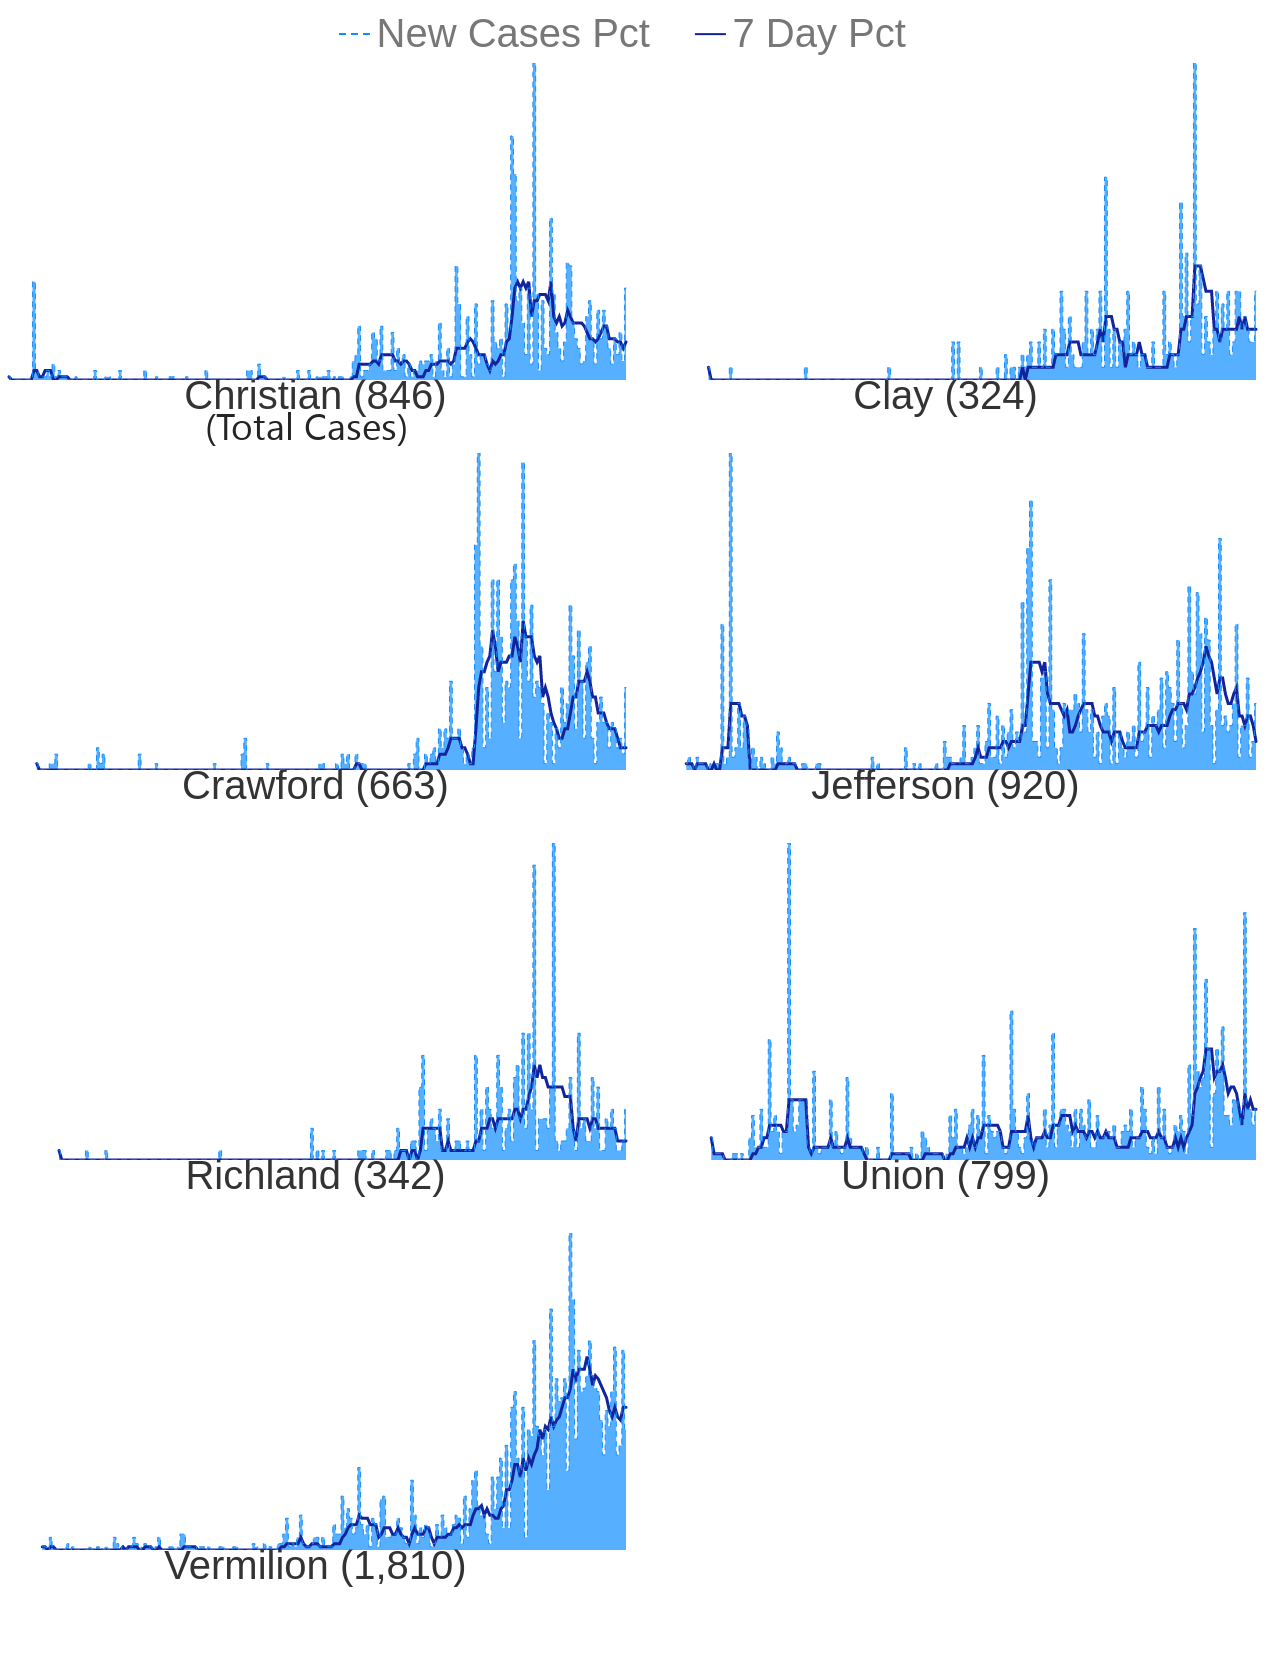 New Cases Pct 7 Day Pct
Christian (846) Clay (324)
(Total Cases)
Crawford (663) Jefferson (920)
Richland (342) Union (799)
Vermilion (1,810)